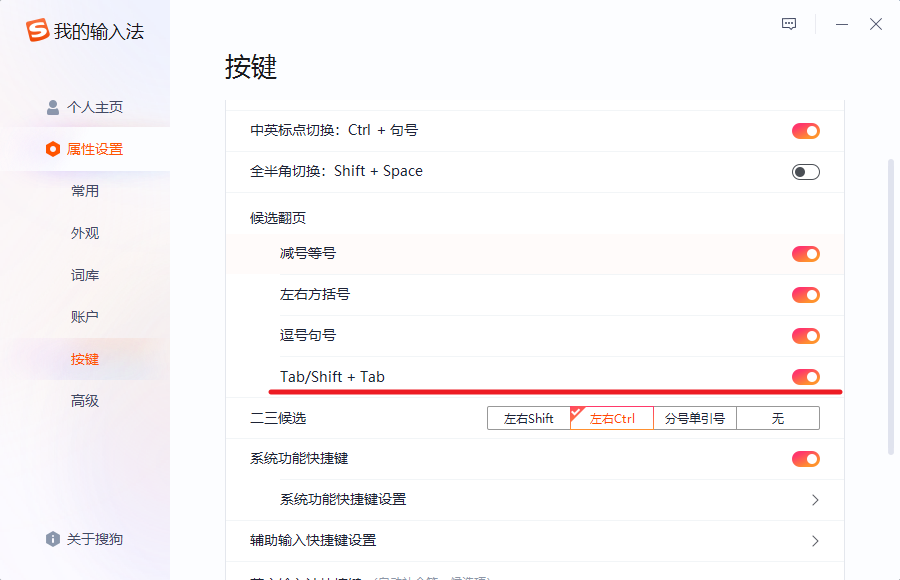 我的输入法
按键
个人主页
属性设置
常用
外观
词库
账户
按键
高级
关于搜狗
中英标点切换：Ctrl + 句号
全半角切换：Shift + Space
候选翻页
减号等号
左右方括号
逗号句号
Tab/Shift + Tab
二三候选 左右Shift 左右Ctrl 分号单引号 无
系统功能快捷键
系统功能快捷键设置
辅助输入快捷键设置